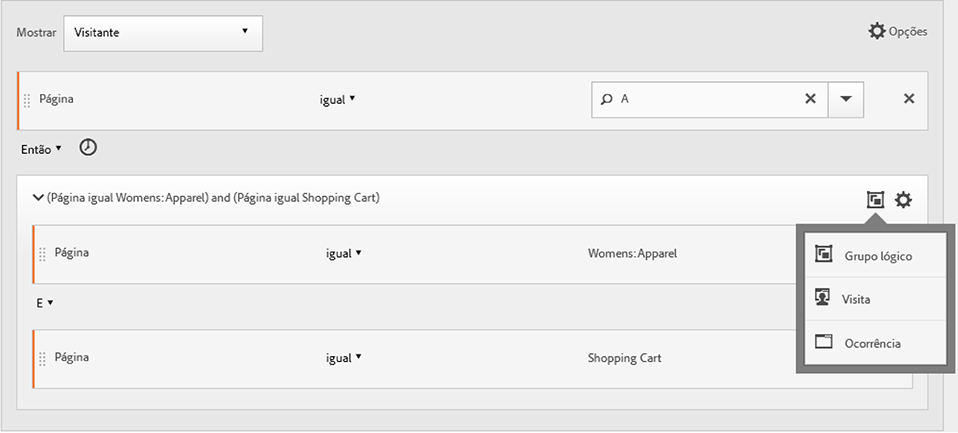 Mostrar Visitante Opções
Página igual A
Então
(Página igual Womens:Apparel) and (Página igual Shopping Cart)
Página igual Womens:Apparel
Grupo lógico
E Visita
Ocorrência
Página igual Shopping Cart